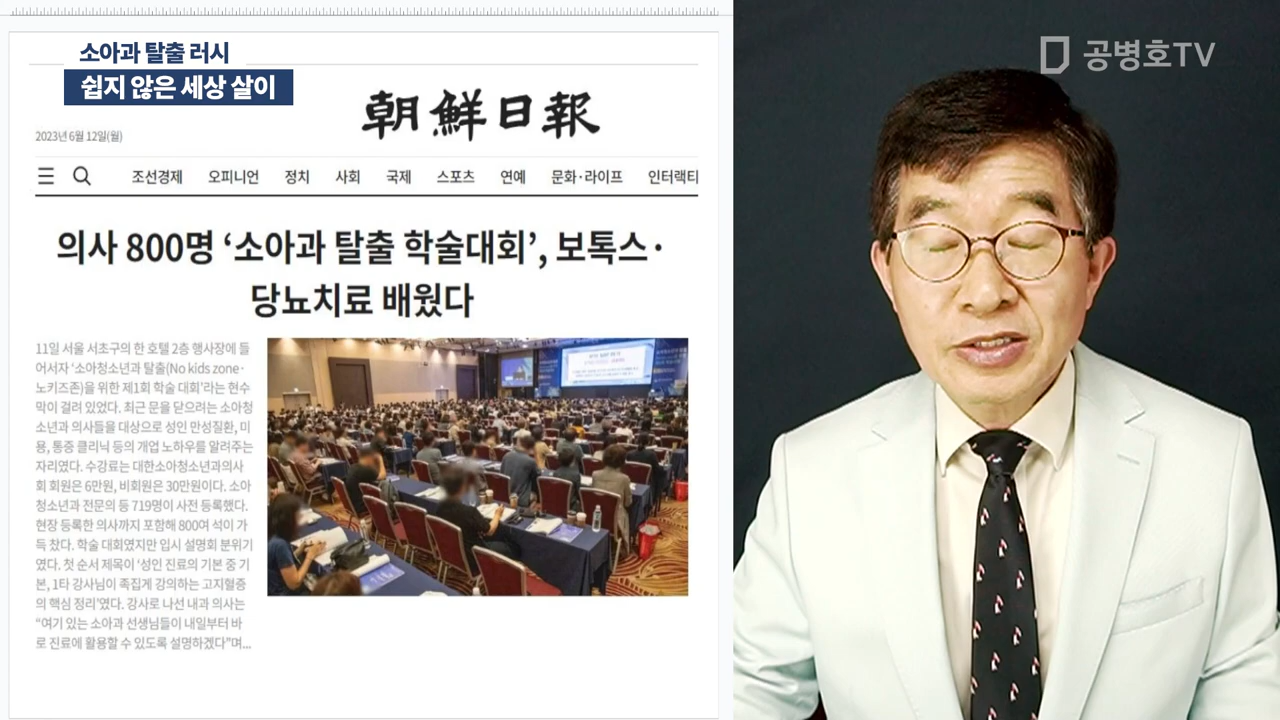 소아과 탈출 러시
쉽지 않은 세상 살이
공병호TV
朝鮮日報
2023년 6월 12일(월)
조선경제 오피니언 정치 사회 국제 스포츠 연예 문화·라이프 인터랙티
의사 800명 ‘소아과 탈출 학술대회’, 보톡스·
당뇨치료 배웠다
11일 서울 서초구의 한 호텔 2층 행사장에 들
어서자 ‘소아청소년과 탈출(No kids zone·
노키즈존)을 위한 제1회 학술 대회’라는 현수
막이 걸려 있었다. 최근 문을 닫으려는 소아청
소년과 의사들을 대상으로 성인 만성질환, 미
용, 통증 클리닉 등의 개업 노하우를 알려주는
자리였다. 수강료는 대한소아청소년과의사
회 회원은 6만원, 비회원은 30만원이다. 소아
청소년과 전문의 등 719명이 사전 등록했다.
현장 등록한 의사까지 포함해 800여 석이 가
득 찼다. 학술 대회였지만 입시 설명회 분위기
였다. 첫 순서 제목이 ‘성인 진료의 기본 중 기
본, 1타 강사님이 족집게 강의하는 고지혈증
의 핵심 정리’였다. 강사로 나선 내과 의사는
“여기 있는 소아과 선생님들이 내일부터 바
로 진료에 활용할 수 있도록 설명하겠다”며...